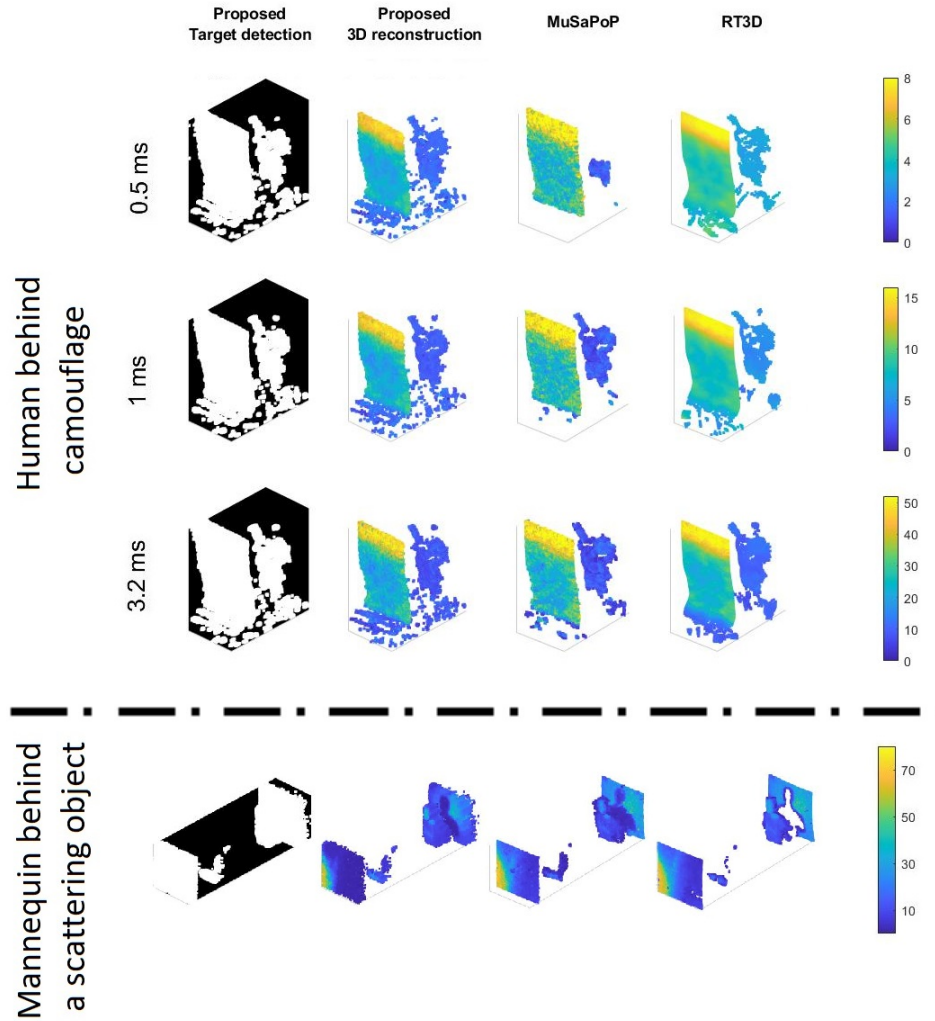 Proposed
Target detection
Proposed
3D reconstruction
MuSaPoP
RT3D
Human behind
camouflage
0.5 ms
8
6
4
2
0
1 ms
15
10
5
0
3.2 ms
50
40
30
20
10
0
Mannequin behind
a scattering object
70
50
30
10